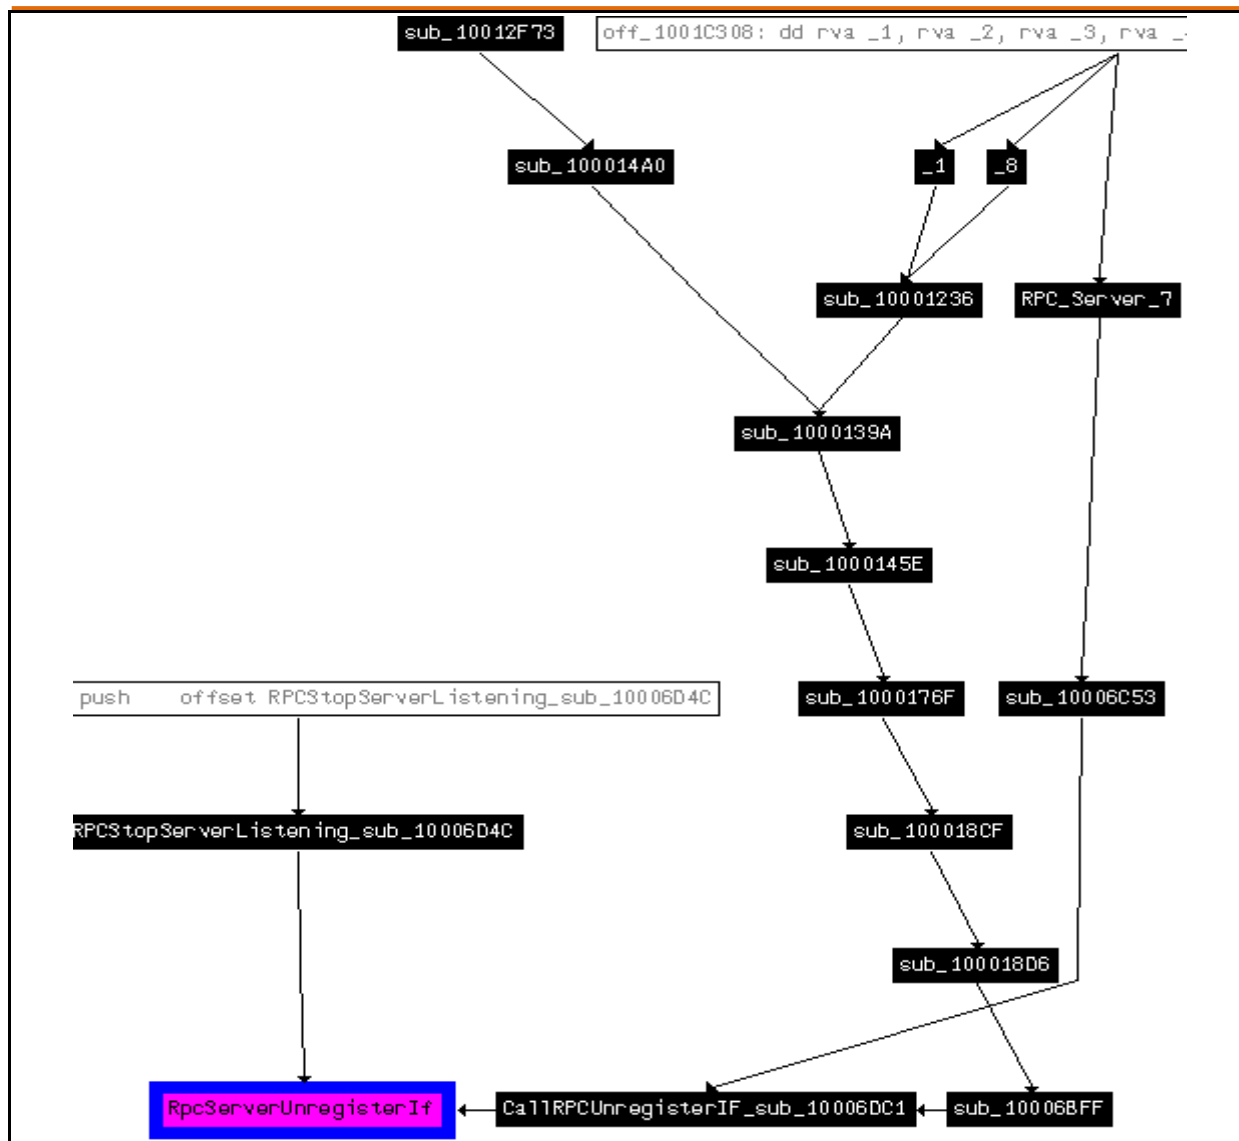 sub_10012F73
off_1001C308: dd rva _1, rva _2, rva _3, rva
sub_100014A0
_1
_8
sub_10001236
RPC_Server_7
sub_1000139A
sub_1000145E
push    offset RPCStopServerListening_sub_10006D4C
sub_1000176F
sub_10006C53
RPCStopServerListening_sub_10006D4C
sub_100018CF
sub_100018D6
RpcServerUnregisterIf
CallRPCUnregisterIF_sub_10006DC1
sub_10006BFF